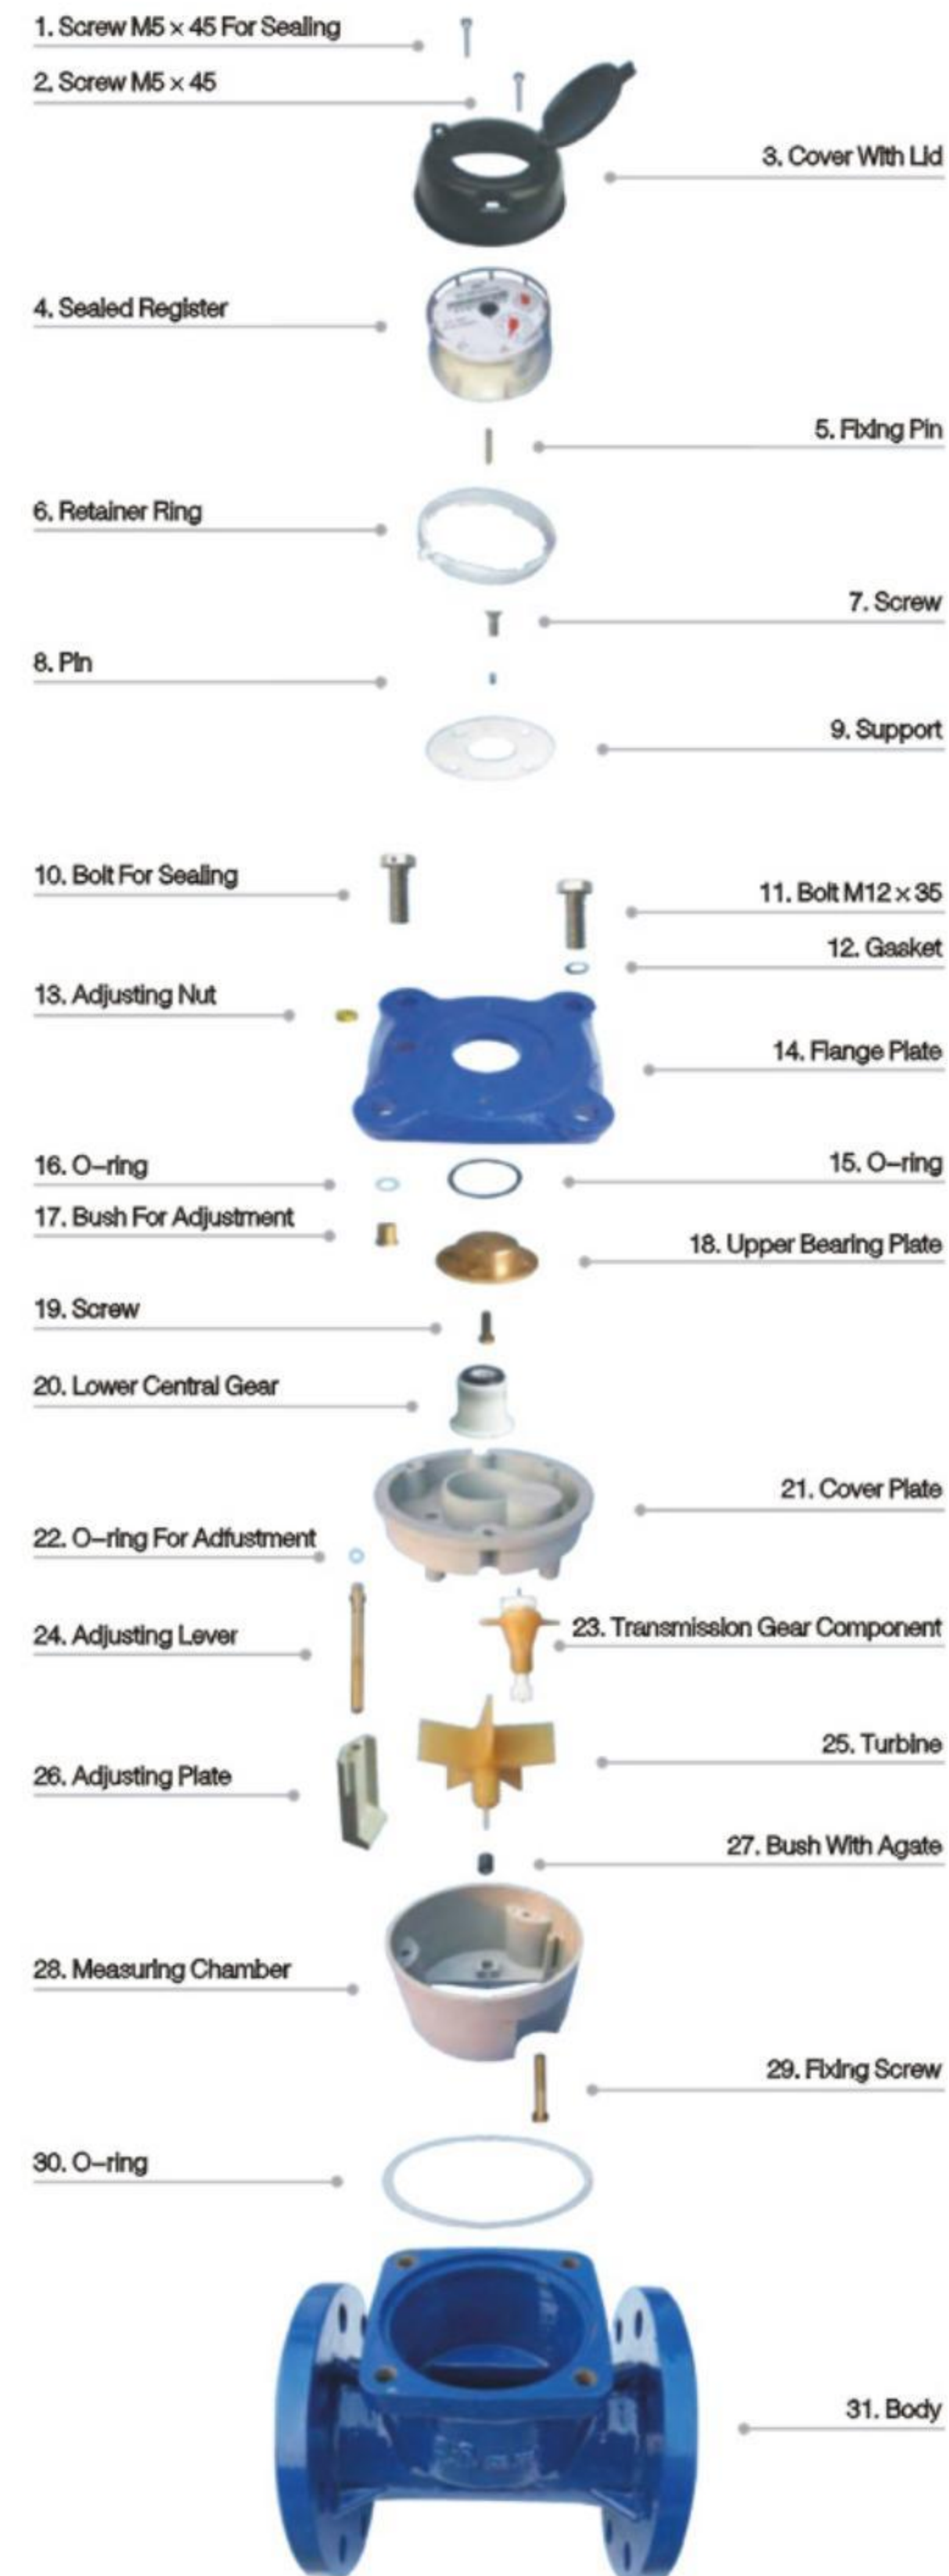 1. Screw M5 × 45 For Sealing
2. Screw M5 × 45
3. Cover With Lid
4. Sealed Register
5. Fixing Pin
6. Retainer Ring
7. Screw
8. Pin
9. Support
10. Bolt For Sealing
11. Bolt M12 × 35
12. Gasket
13. Adjusting Nut
14. Flange Plate
16. O-ring
15. O-ring
17. Bush For Adjustment
18. Upper Bearing Plate
19. Screw
20. Lower Central Gear
21. Cover Plate
22. O-ring For Adfustment
23. Transmission Gear Component
24. Adjusting Lever
25. Turbine
26. Adjusting Plate
27. Bush With Agate
28. Measuring Chamber
29. Fixing Screw
30. O-ring
31. Body